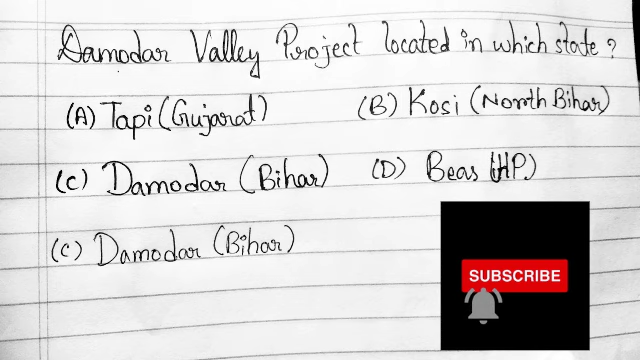 Damodar Valley Project located in which state?
(A) Tapi (Gujarat) (B) Kosi (North Bihar)
(C) Damodar (Bihar) (D) Beas (HP)
(C) Damodar (Bihar)
SUBSCRIBE